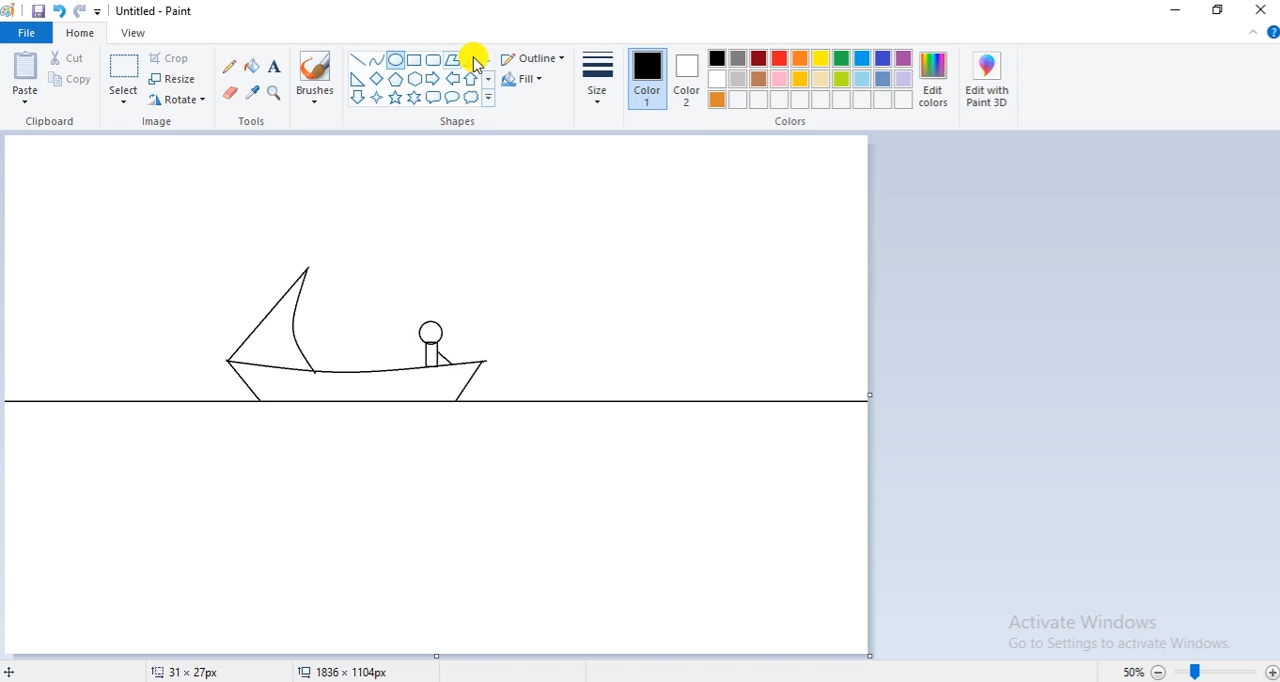 Untitled - Paint
File Home View
Paste
Cut
Copy
Clipboard
Select
Crop
Resize
Rotate
Image
A
Tools
Brushes
Shapes
Outline
Fill
Size
Color 1
Color 2
Edit colors
Colors
Edit with Paint 3D
Activate Windows
Go to Settings to activate Windows.
31 × 27px 1836 × 1104px 50%